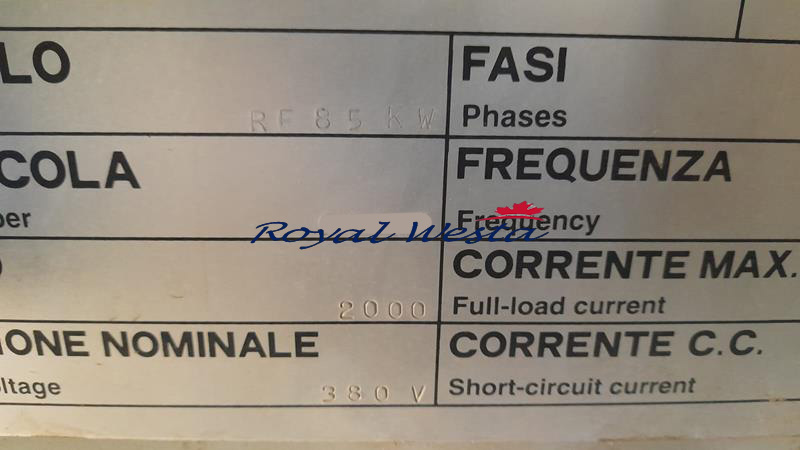 LO
RF 85 KW
COLA
ber
2000
IONE NOMINALE
oltage
380 V
FASI
Phases
FREQUENZA
Frequency
CORRENTE MAX.
Full-load current
CORRENTE C.C.
Short-circuit current
Royal Westa